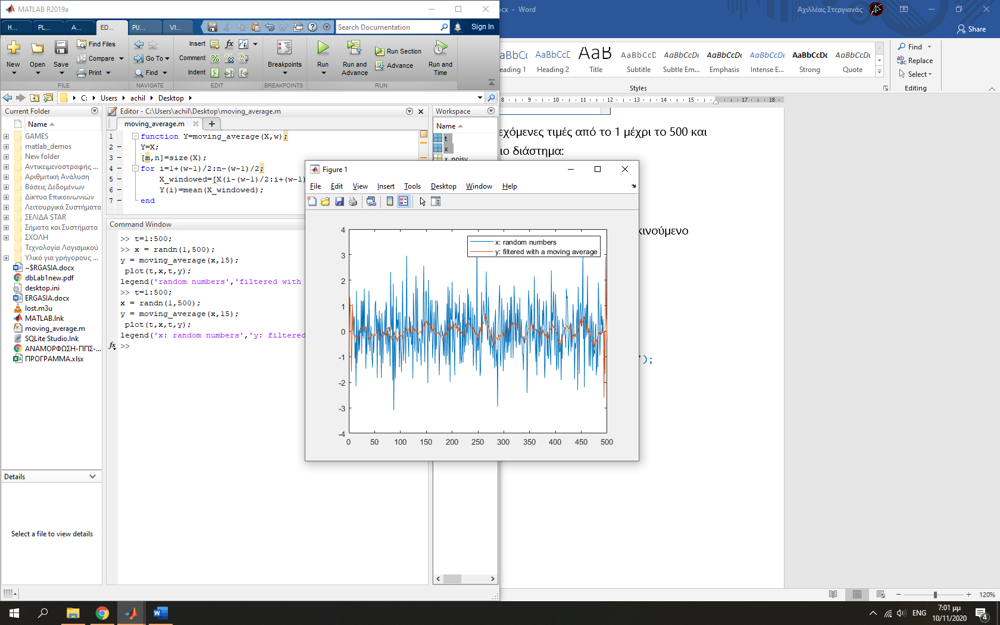 MATLAB R2019a
H...
PL...
A...
ED...
PU...
VI...
Search Documentation
Sign In
New
Open
Save
Find Files
Compare
Print
Go To
Find
Insert
fx
Comment
Indent
Breakpoints
Run
Run and
Advance
Run Section
Advance
Run and
Time
FILE
NAVIGATE
EDIT
BREAKPOINTS
RUN
C:
Users
achil
Desktop
Current Folder
Name
GAMES
matlab_demos
New folder
Αντικειμενοστραφής ...
Αριθμιτική Ανάλυση
Βάσεις Δεδομένων
Δίκτυα Επικοινωνιών
Λειτουργικά Συστήματα
ΣΕΛΙΔΑ STAR
Σήματα και Συστήματα
ΣΧΟΛΗ
Τεχνολογία Λογισμικού
Υλικό για γρήγορους ...
~$RGASIA.docx
dbLab1new.pdf
desktop.ini
ERGASIA.docx
lost.m3u
MATLAB.lnk
moving_average.m
SQLite Studio.lnk
ΑΝΑΜΟΡΦΩΣΗ-ΠΠΣ-...
ΠΡΟΓΡΑΜΜΑ.xlsx
Details
Select a file to view details
Editor - C:\Users\achil\Desktop\moving_average.m
moving_average.m
1 function Y=moving_average(X,w);
2 Y=X;
3 [m,n]=size(X);
4 for i=1+(w-1)/2:n-(w-1)/2;
5 X_windowed=[X(i-(w-1)/2:i+(w-1)
6 Y(i)=mean(X_windowed);
7 end
Command Window
>> t=1:500;
>> x = randn(1,500);
y = moving_average(x,15);
plot(t,x,t,y);
legend('random numbers','filtered with
>> t=1:500;
x = randn(1,500);
y = moving_average(x,15);
plot(t,x,t,y);
legend('x: random numbers','y: filtered
fx >>
Workspace
Name
t
x
x_noisy
Figure 1
File Edit View Insert Tools Desktop Window Help
x: random numbers
y: filtered with a moving average
4
3
2
1
0
-1
-2
-3
-4
0 50 100 150 200 250 300 350 400 450 500
ocx - Word
Αχιλλέας Στεργιανάς
Share
AaBbCc
AaBbCcD
AaB
AaBbCcD
AaBbCcDc
AaBbCcDc
AaBbCcDc
AaBbCcDc
AaBbCcDc
eading 1
Heading 2
Title
Subtitle
Subtle Em...
Emphasis
Intense E...
Strong
Quote
Styles
Find
Replace
Select
Editing
8 9 10 11 12 13 14 15 17 18
εχόμενες τιμές από το 1 μέχρι το 500 και
ιο διάστημα:
κινούμενο
');
120%
ENG
7:01 μμ
10/11/2020
4